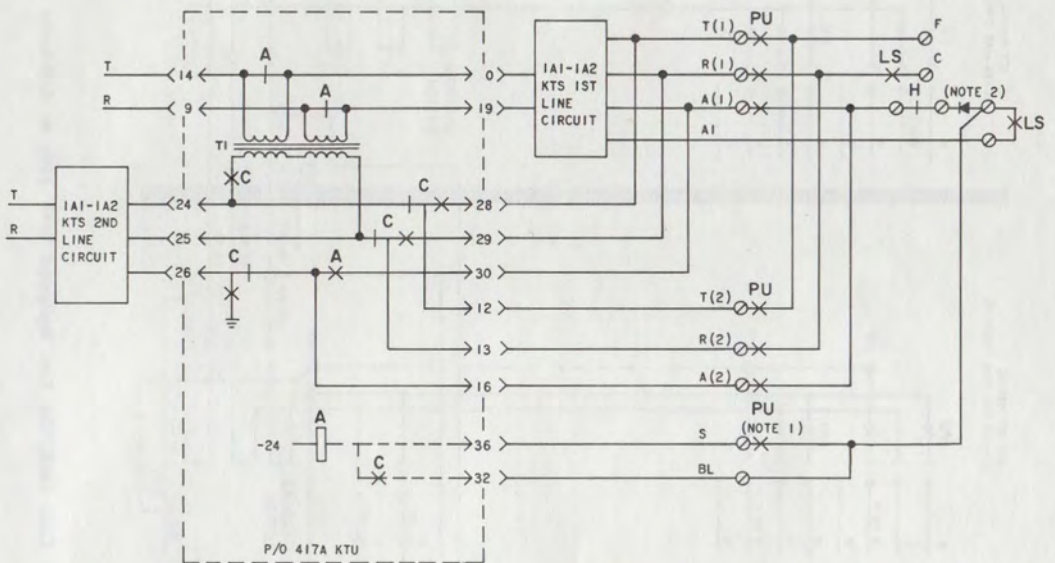 T(1) PU F
T 14 A 0 R(1) LS C
R 9 A 19 1A1-1A2 KTS 1ST LINE CIRCUIT A(1) H (NOTE 2)
A1 LS
T1
C
T 24 C 28
R 1A1-1A2 KTS 2ND LINE CIRCUIT 25 C 29
26 C A 30
12 T(2) PU
13 R(2)
16 A(2)
-24 A 36 S PU (NOTE 1)
C 32 BL
P/O 417A KTU